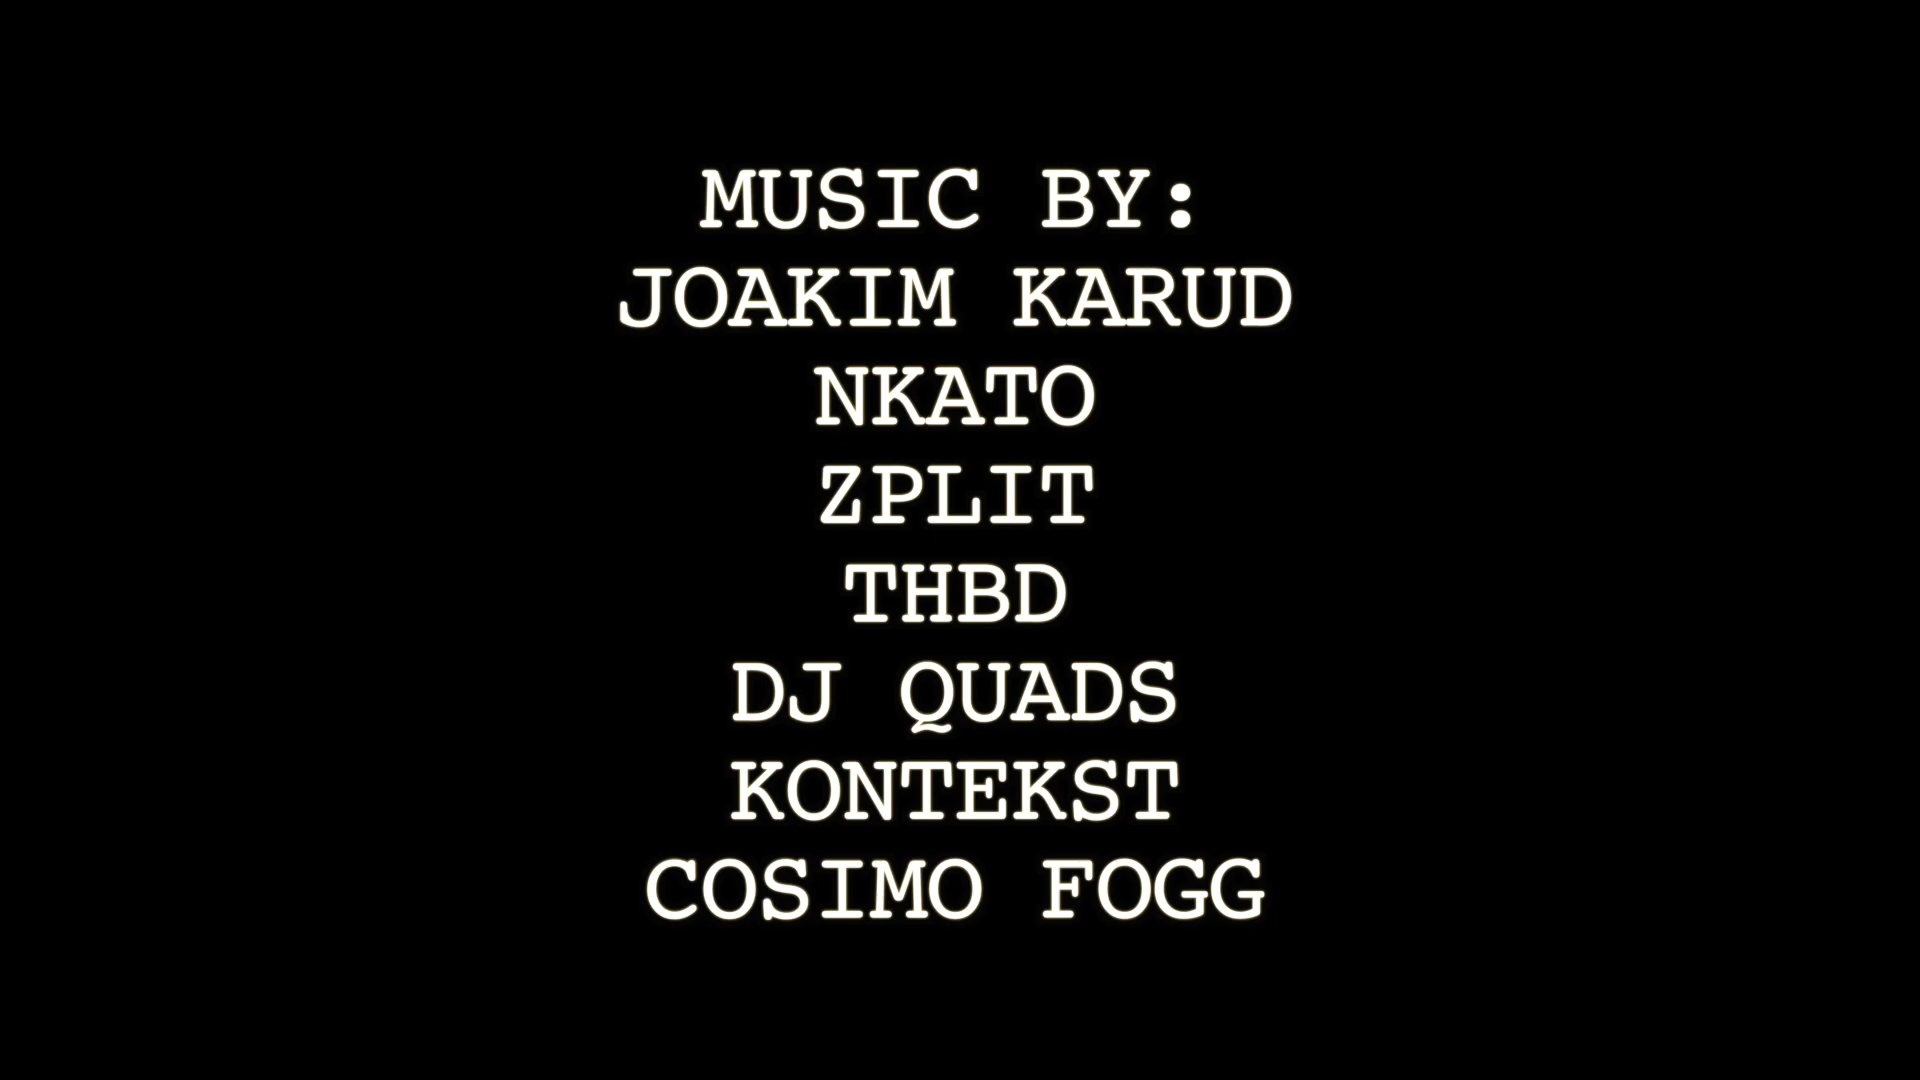 MUSIC BY:
JOAKIM KARUD
NKATO
ZPLIT
THBD
DJ QUADS
KONTEKST
COSIMO FOGG